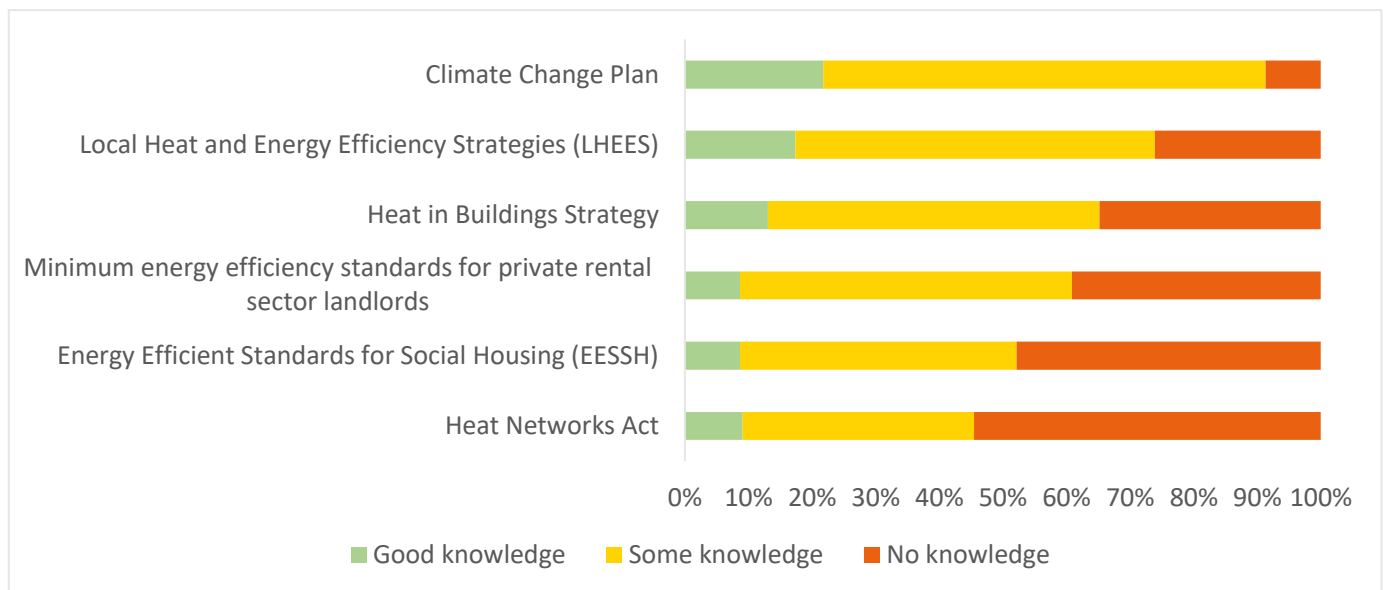 Climate Change Plan
Local Heat and Energy Efficiency Strategies (LHEES)
Heat in Buildings Strategy
Minimum energy efficiency standards for private rental
sector landlords
Energy Efficient Standards for Social Housing (EESSH)
Heat Networks Act
0% 10% 20% 30% 40% 50% 60% 70% 80% 90% 100%
Good knowledge Some knowledge No knowledge